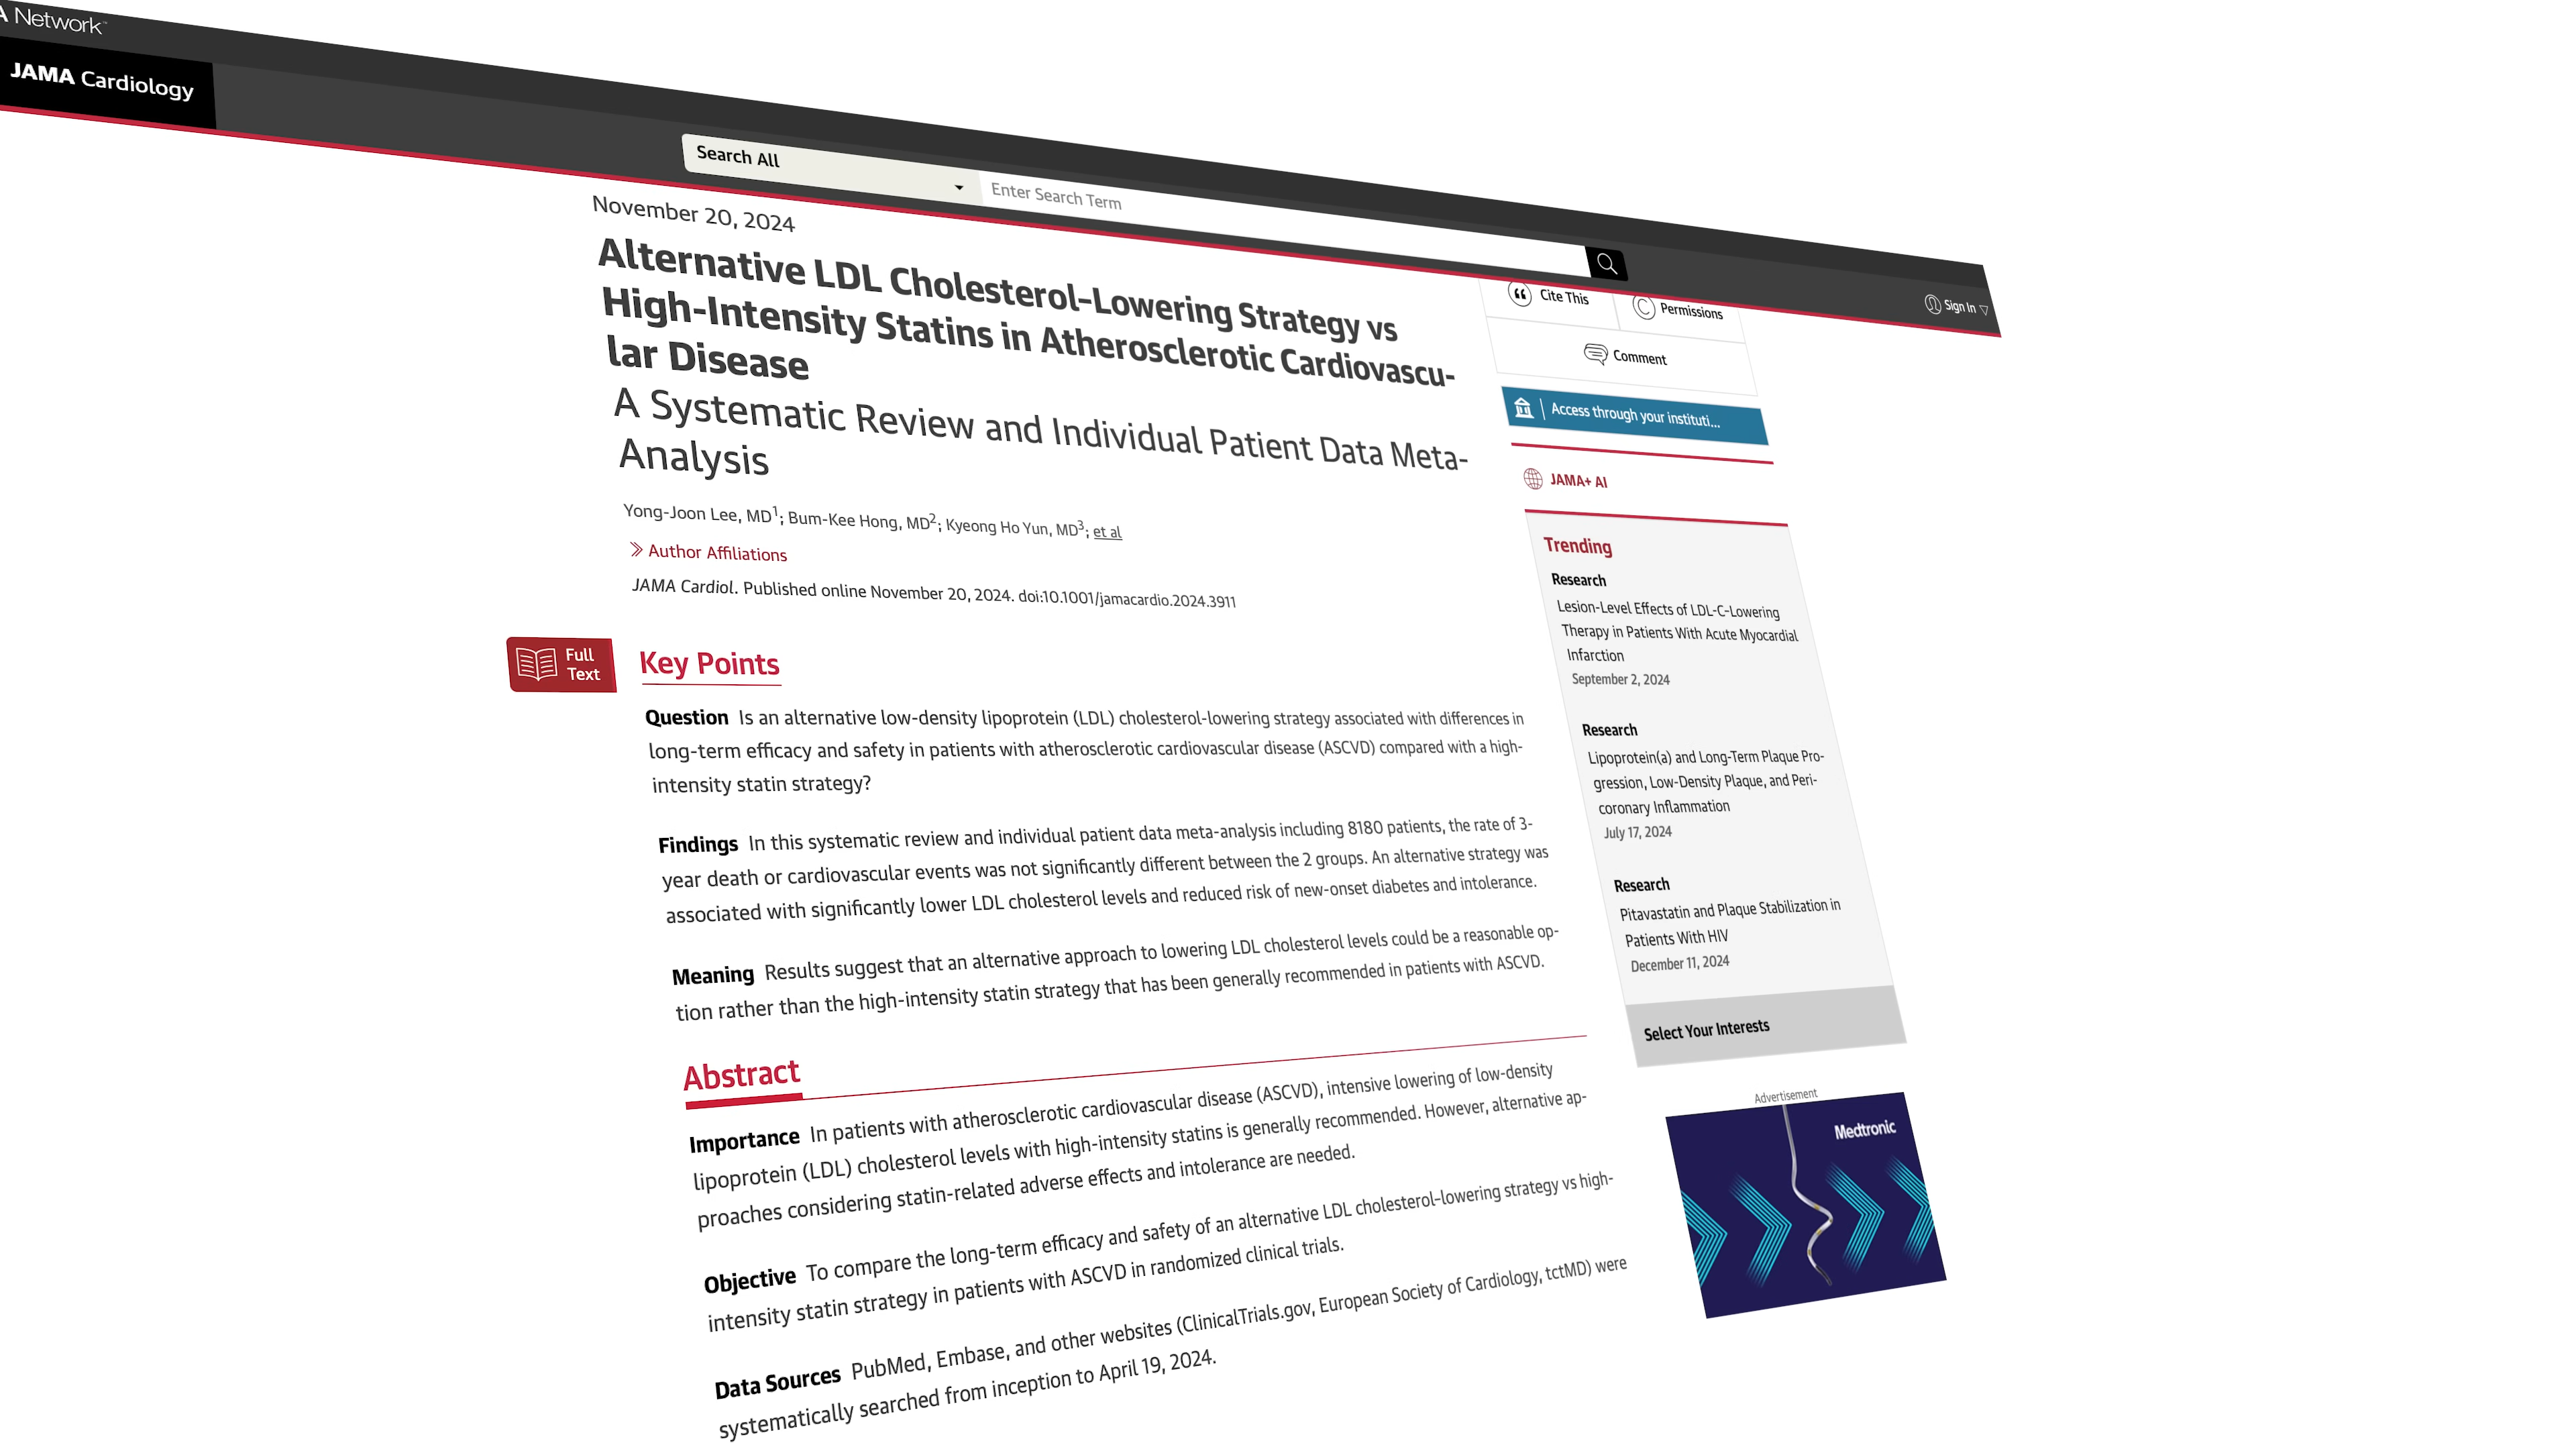 A Network™
JAMA Cardiology
Search All
Enter Search Term
Sign In
November 20, 2024
Alternative LDL Cholesterol–Lowering Strategy vs
High-Intensity Statins in Atherosclerotic Cardiovascu-
lar Disease
A Systematic Review and Individual Patient Data Meta-
Analysis
Yong-Joon Lee, MD1; Bum-Kee Hong, MD2; Kyeong Ho Yun, MD3; et al
Author Affiliations
JAMA Cardiol. Published online November 20, 2024. doi:10.1001/jamacardio.2024.3911
Full
Text
Key Points
Question Is an alternative low-density lipoprotein (LDL) cholesterol-lowering strategy associated with differences in
long-term efficacy and safety in patients with atherosclerotic cardiovascular disease (ASCVD) compared with a high-
intensity statin strategy?
Findings In this systematic review and individual patient data meta-analysis including 8180 patients, the rate of 3-
year death or cardiovascular events was not significantly different between the 2 groups. An alternative strategy was
associated with significantly lower LDL cholesterol levels and reduced risk of new-onset diabetes and intolerance.
Meaning Results suggest that an alternative approach to lowering LDL cholesterol levels could be a reasonable op-
tion rather than the high-intensity statin strategy that has been generally recommended in patients with ASCVD.
Abstract
Importance In patients with atherosclerotic cardiovascular disease (ASCVD), intensive lowering of low-density
lipoprotein (LDL) cholesterol levels with high-intensity statins is generally recommended. However, alternative ap-
proaches considering statin-related adverse effects and intolerance are needed.
Objective To compare the long-term efficacy and safety of an alternative LDL cholesterol–lowering strategy vs high-
intensity statin strategy in patients with ASCVD in randomized clinical trials.
Data Sources PubMed, Embase, and other websites (ClinicalTrials.gov, European Society of Cardiology, tctMD) were
systematically searched from inception to April 19, 2024.
Cite This
Permissions
Comment
Access through your instituti...
JAMA+ AI
Trending
Research
Lesion-Level Effects of LDL-C–Lowering
Therapy in Patients With Acute Myocardial
Infarction
September 2, 2024
Research
Lipoprotein(a) and Long-Term Plaque Pro-
gression, Low-Density Plaque, and Peri-
coronary Inflammation
July 17, 2024
Research
Pitavastatin and Plaque Stabilization in
Patients With HIV
December 11, 2024
Select Your Interests
Advertisement
Medtronic